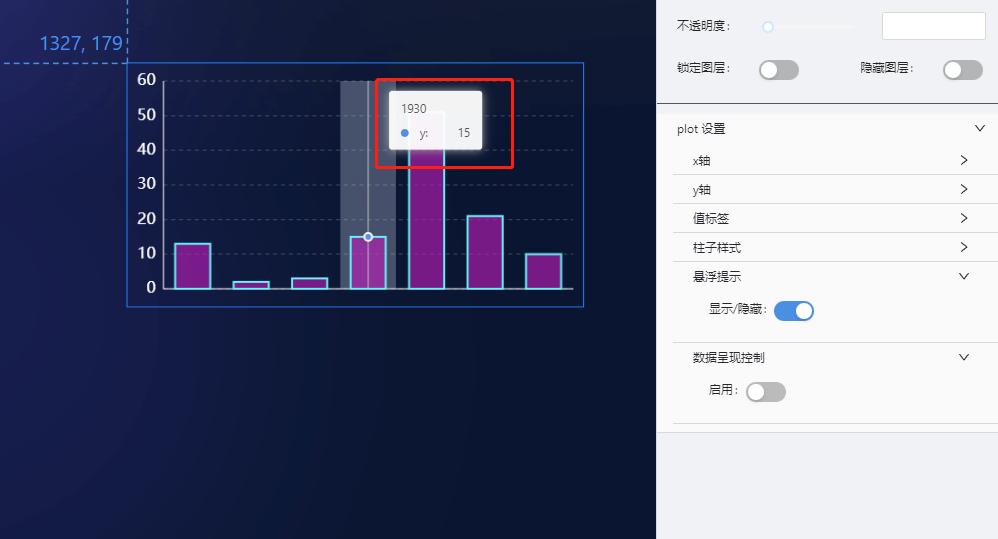 1327, 179
60
50
40
30
20
10
0
1930
y: 15
不透明度：
锁定图层： 隐藏图层：
plot 设置
x轴
y轴
值标签
柱子样式
悬浮提示
显示/隐藏：
数据呈现控制
启用：